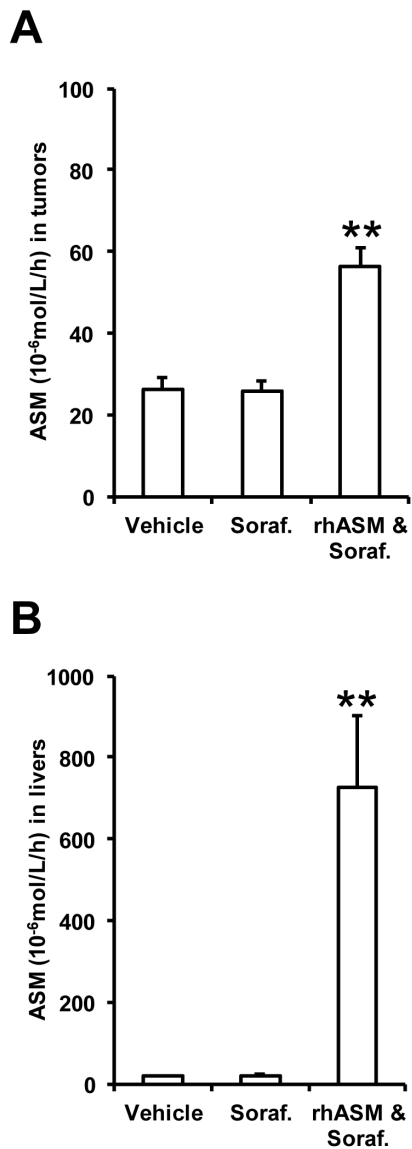 A
ASM (10-6mol/L/h) in tumors
100
80
60
40
20
0
**
Vehicle Soraf. rhASM &
Soraf.
B
ASM (10-6mol/L/h) in livers
1000
800
600
400
200
0
**
Vehicle Soraf. rhASM &
Soraf.